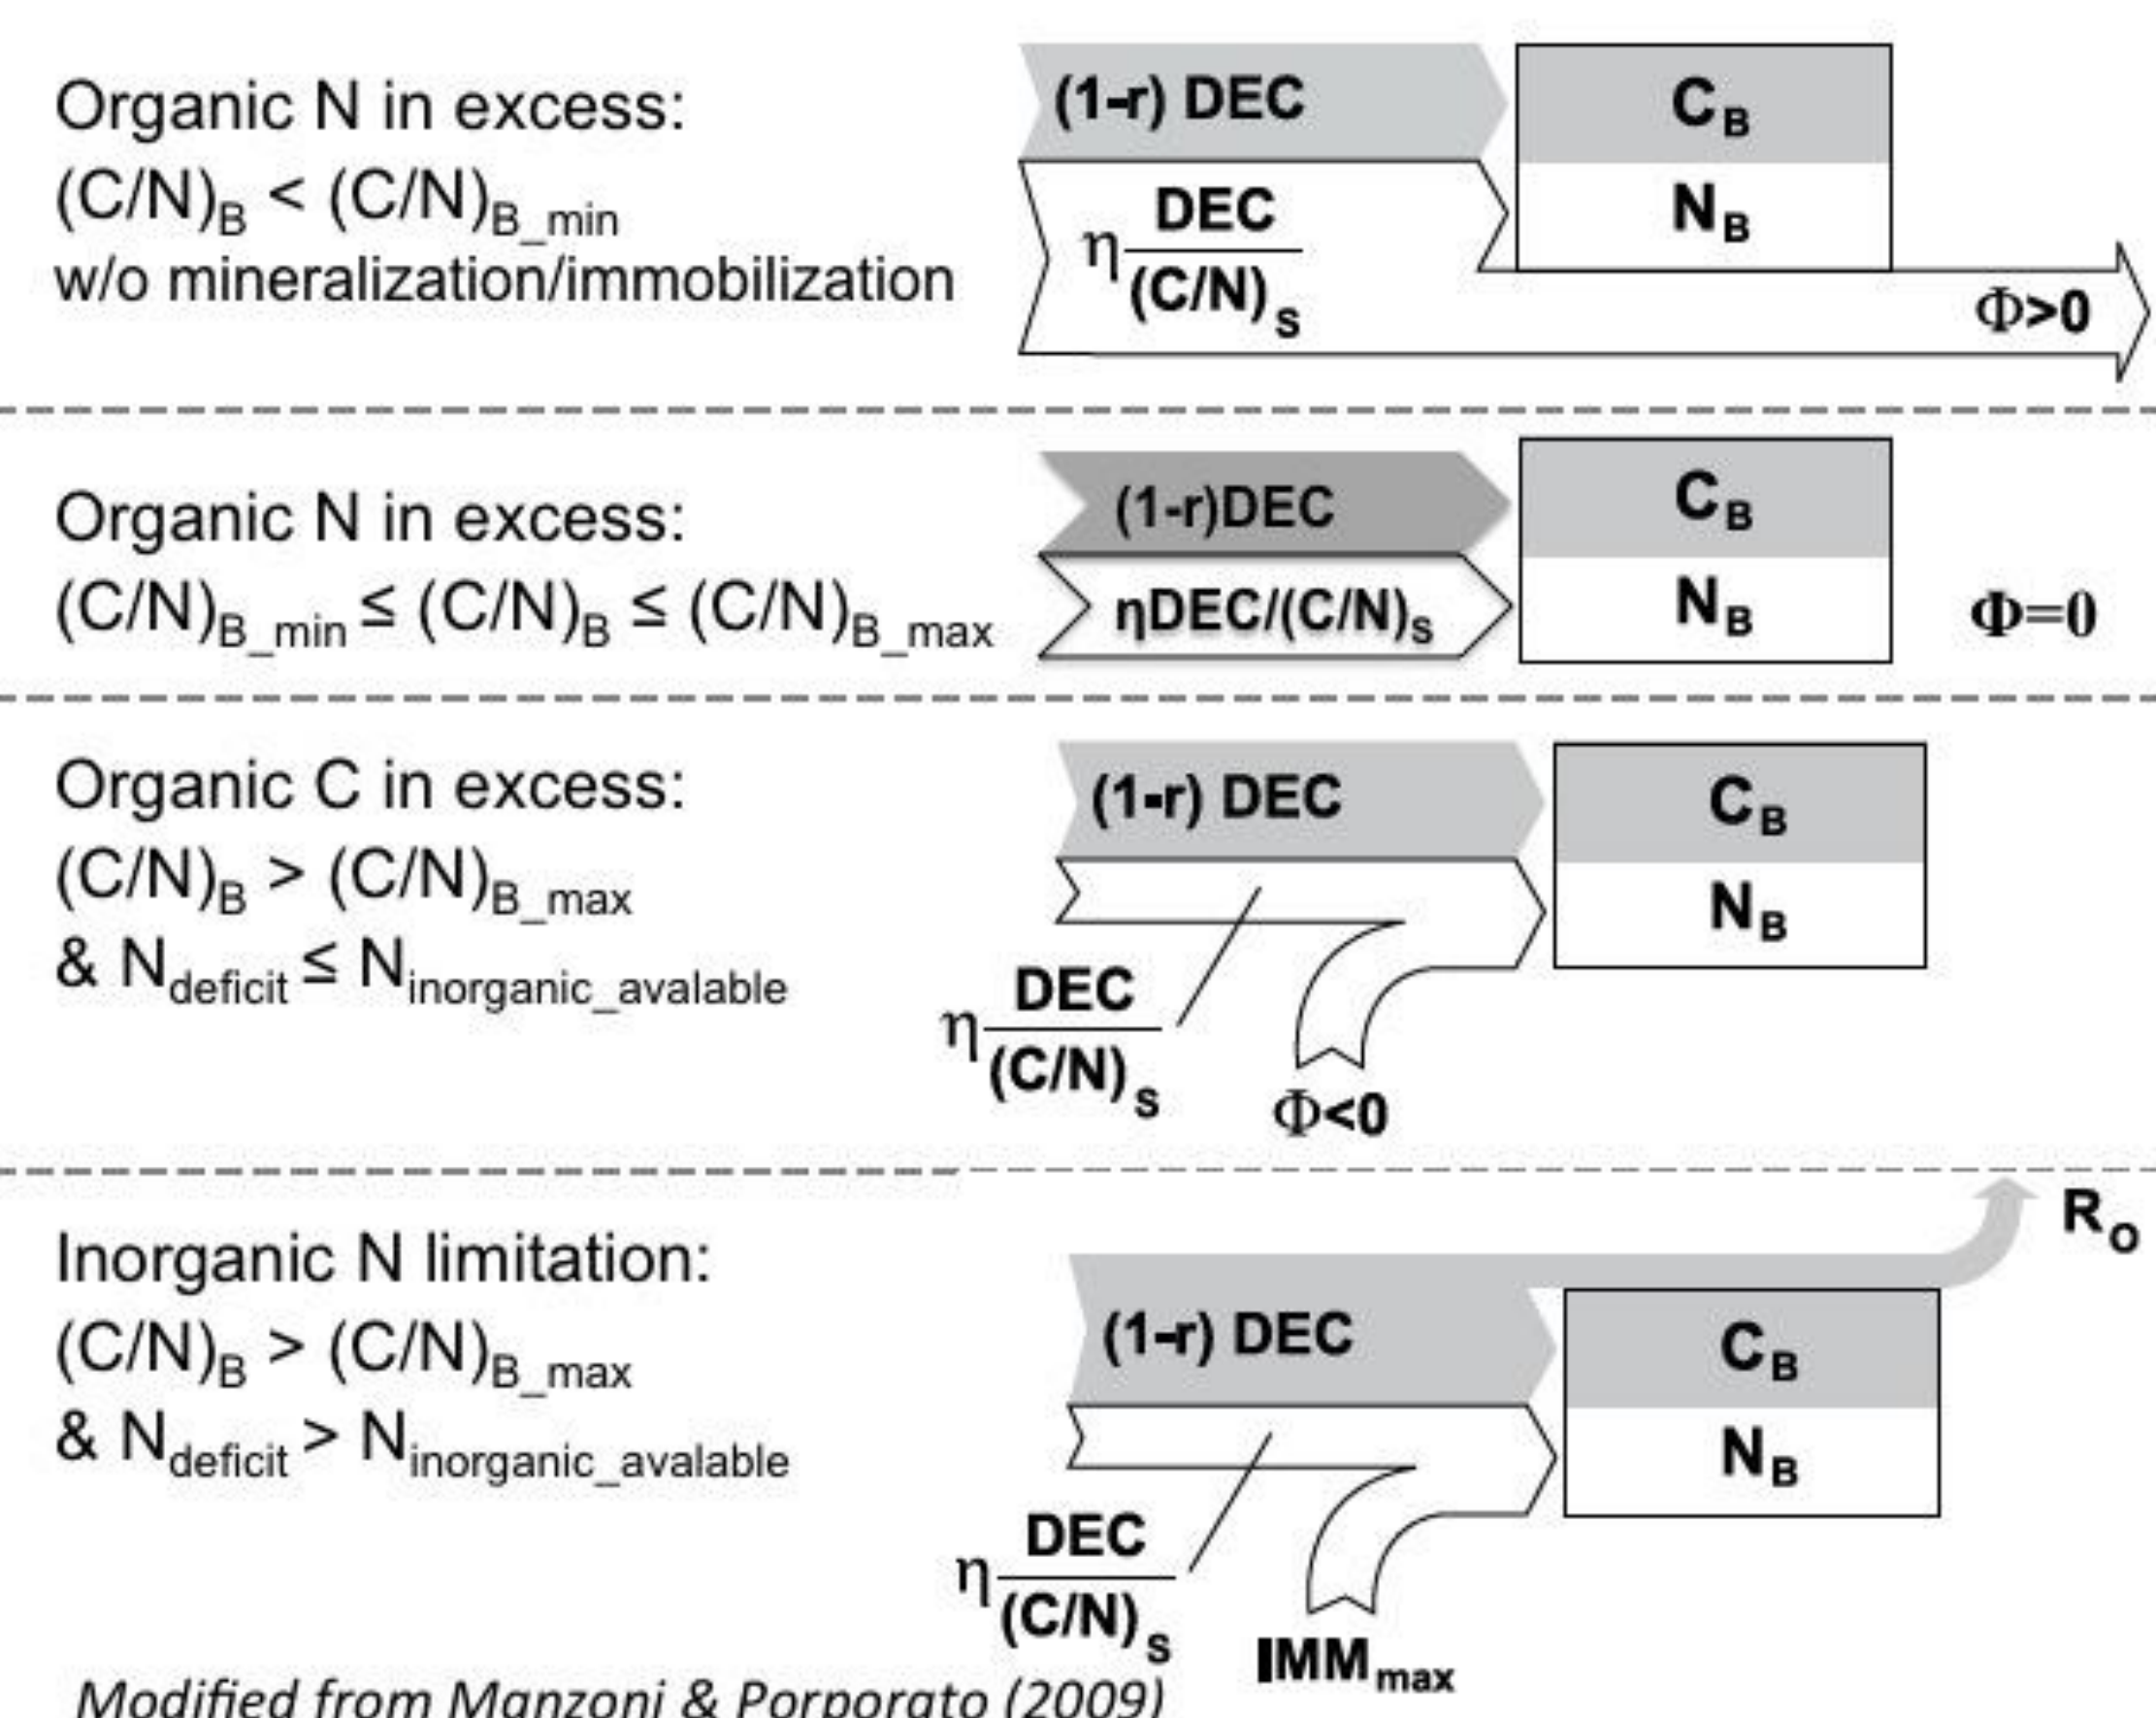 Organic N in excess:
(C/N)B < (C/N)B_min
w/o mineralization/immobilization
(1-r) DEC
η DEC/(C/N)s
CB
NB
Φ>0
Organic N in excess:
(C/N)B_min ≤ (C/N)B ≤ (C/N)B_max
(1-r)DEC
ηDEC/(C/N)s
CB
NB
Φ=0
Organic C in excess:
(C/N)B > (C/N)B_max
& Ndeficit ≤ Ninorganic_avalable
(1-r) DEC
η DEC/(C/N)s
Φ<0
CB
NB
Inorganic N limitation:
(C/N)B > (C/N)B_max
& Ndeficit > Ninorganic_avalable
(1-r) DEC
η DEC/(C/N)s
IMMmax
CB
NB
Ro
Modified from Manzoni & Porporato (2009)